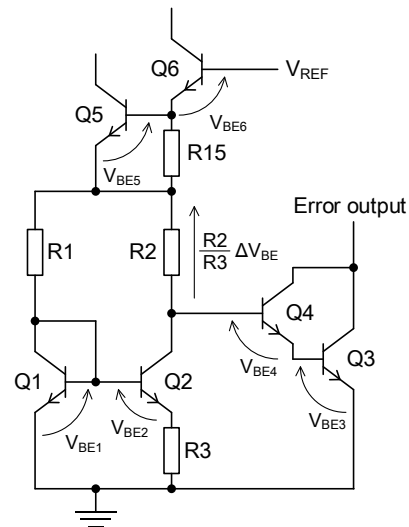 Q6
V_REF
Q5
V_BE6
R15
V_BE5
Error output
R1
R2
R2/R3 ΔV_BE
Q4
Q3
Q1
Q2
V_BE4
V_BE3
V_BE1
V_BE2
R3